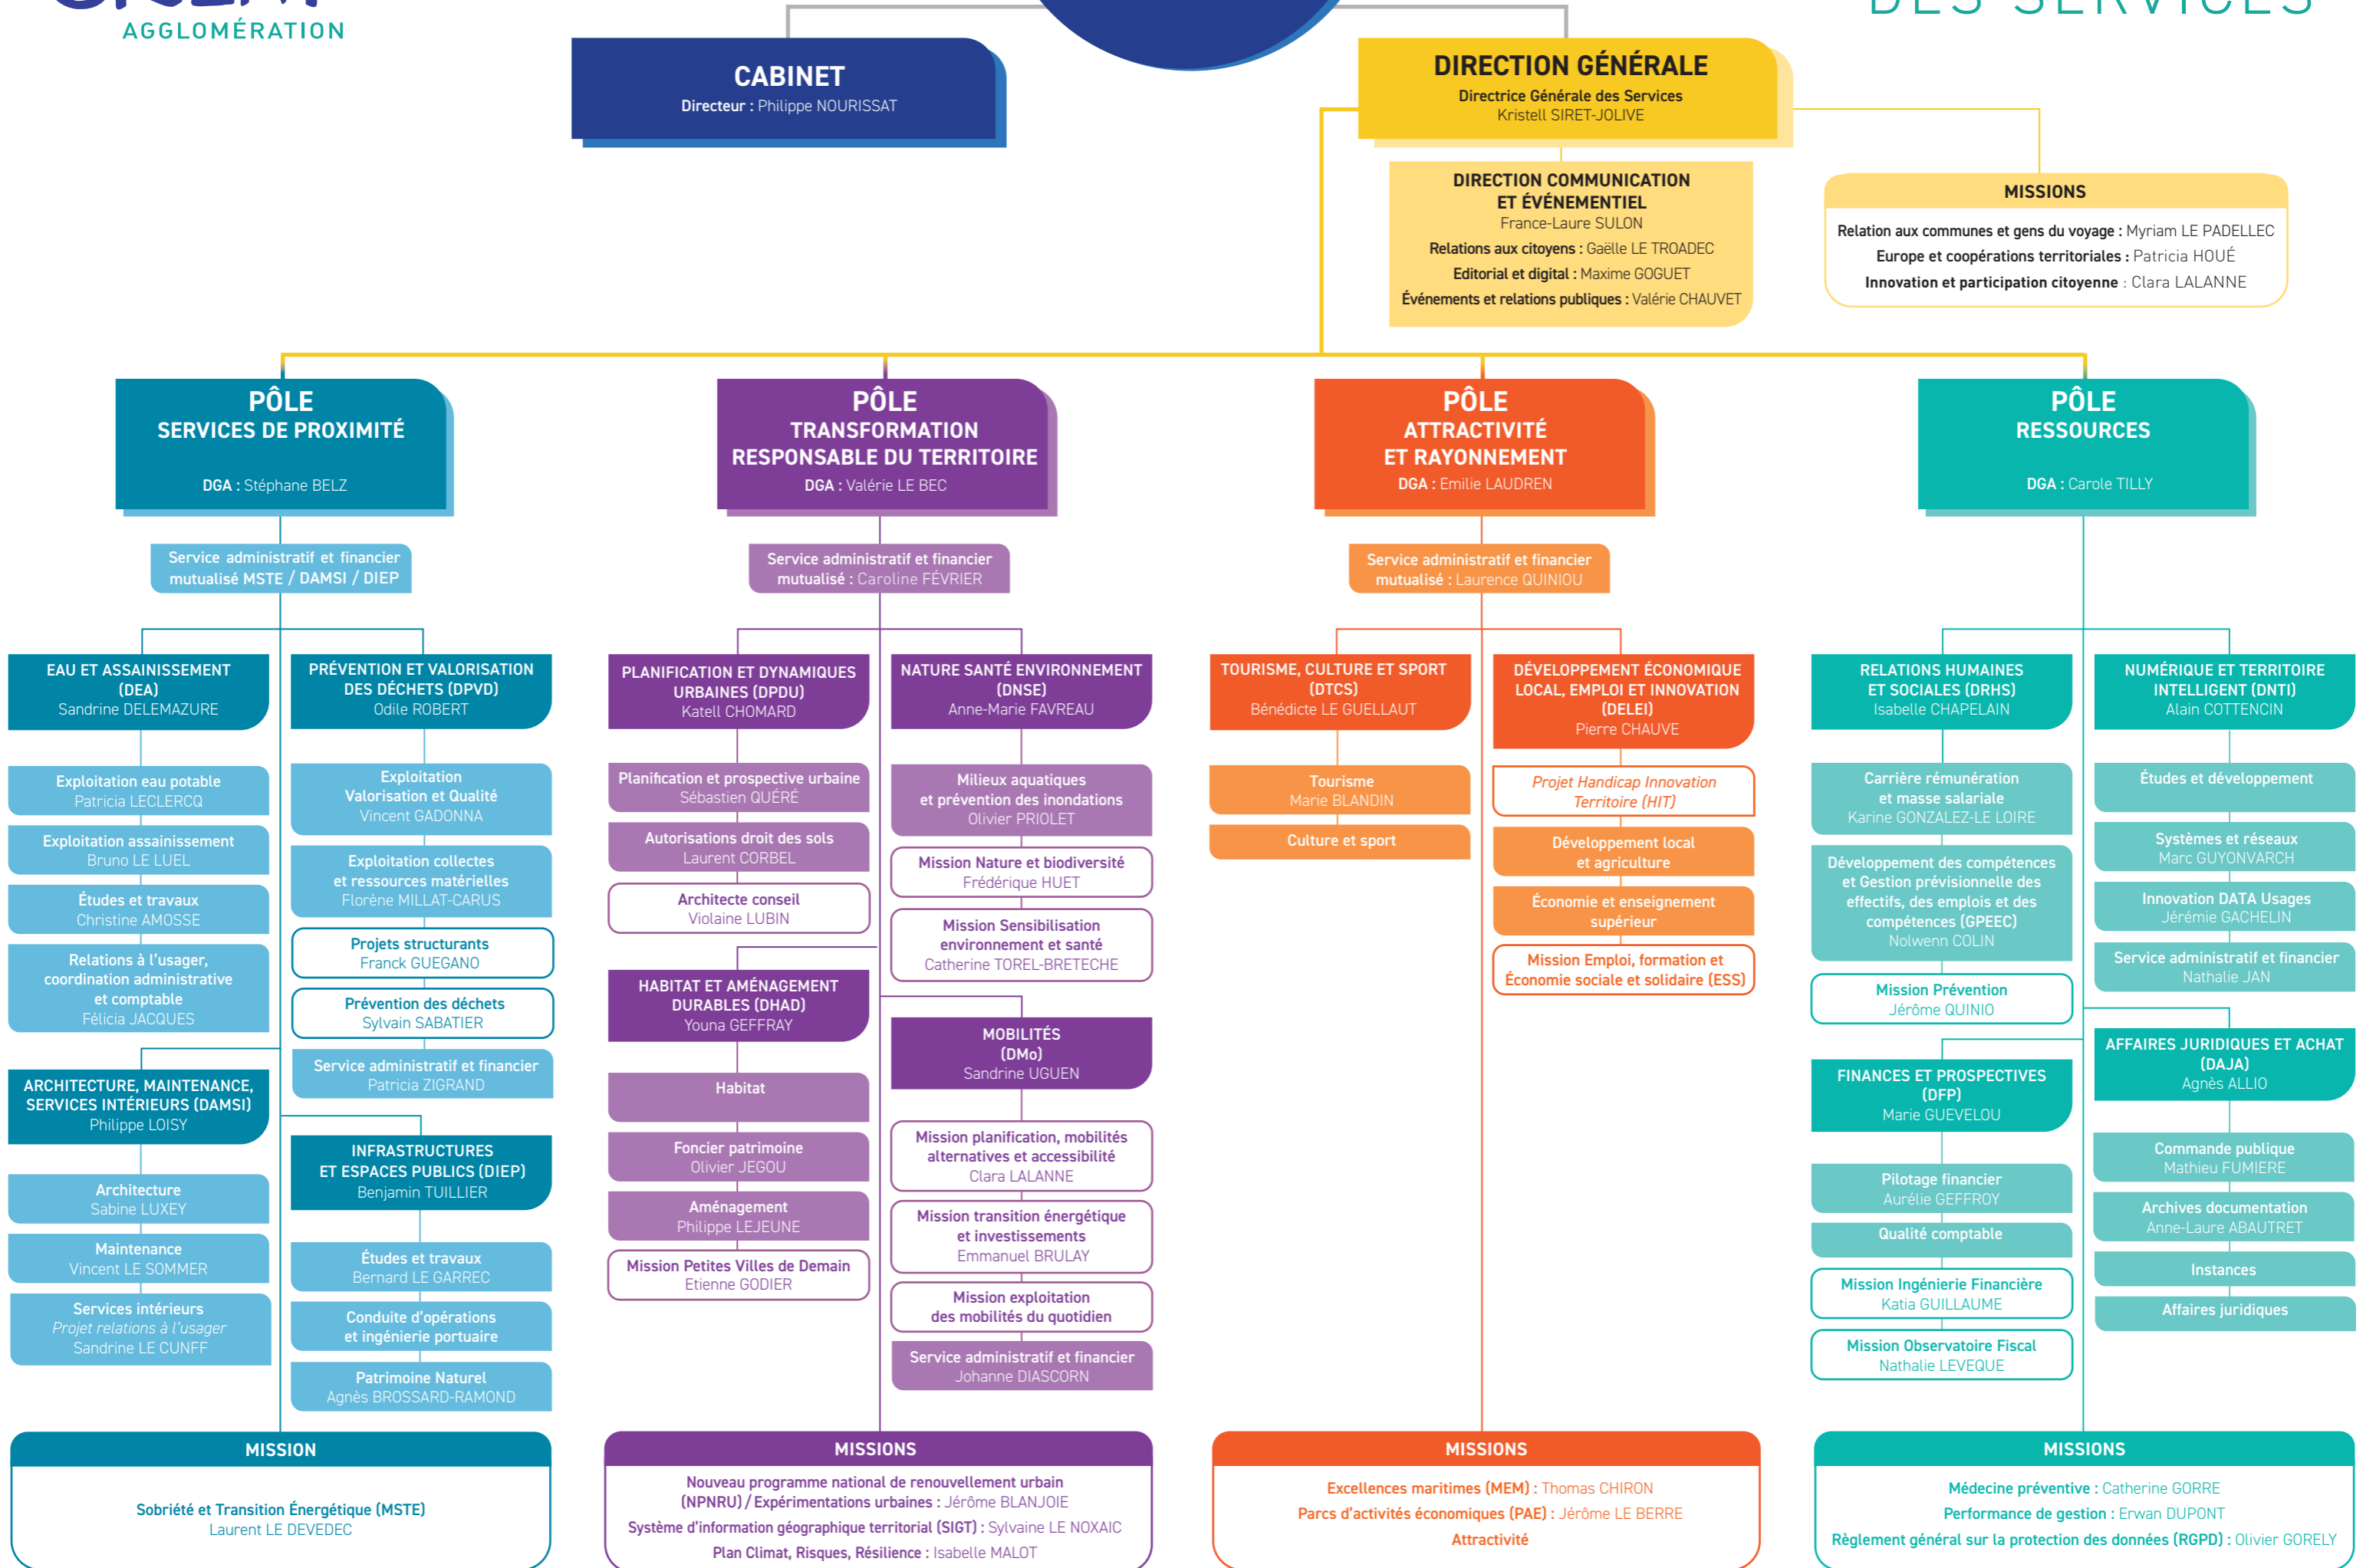 AGGLOMÉRATION
DES SERVICES
CABINET
Directeur : Philippe NOURISSAT
DIRECTION GÉNÉRALE
Directrice Générale des Services
Kristell SIRET-JOLIVE
DIRECTION COMMUNICATION
ET ÉVÉNEMENTIEL
France-Laure SULON
Relations aux citoyens : Gaëlle LE TROADEC
Editorial et digital : Maxime GOGUET
Événements et relations publiques : Valérie CHAUVET
MISSIONS
Relation aux communes et gens du voyage : Myriam LE PADELLEC
Europe et coopérations territoriales : Patricia HOUÉ
Innovation et participation citoyenne : Clara LALANNE
PÔLE
SERVICES DE PROXIMITÉ
DGA : Stéphane BELZ
Service administratif et financier
mutualisé MSTE / DAMSI / DIEP
EAU ET ASSAINISSEMENT
(DEA)
Sandrine DELEMAZURE
Exploitation eau potable
Patricia LECLERCQ
Exploitation assainissement
Bruno LE LUEL
Études et travaux
Christine AMOSSE
Relations à l'usager,
coordination administrative
et comptable
Félicia JACQUES
PRÉVENTION ET VALORISATION
DES DÉCHETS (DPVD)
Odile ROBERT
Exploitation
Valorisation et Qualité
Vincent GADONNA
Exploitation collectes
et ressources matérielles
Florène MILLAT-CARUS
Projets structurants
Franck GUEGANO
Prévention des déchets
Sylvain SABATIER
Service administratif et financier
Patricia ZIGRAND
ARCHITECTURE, MAINTENANCE,
SERVICES INTÉRIEURS (DAMSI)
Philippe LOISY
Architecture
Sabine LUXEY
Maintenance
Vincent LE SOMMER
Services intérieurs
Projet relations à l'usager
Sandrine LE CUNFF
INFRASTRUCTURES
ET ESPACES PUBLICS (DIEP)
Benjamin TUILLIER
Études et travaux
Bernard LE GARREC
Conduite d'opérations
et ingénierie portuaire
Patrimoine Naturel
Agnès BROSSARD-RAMOND
MISSION
Sobriété et Transition Énergétique (MSTE)
Laurent LE DEVEDEC
PÔLE
TRANSFORMATION
RESPONSABLE DU TERRITOIRE
DGA : Valérie LE BEC
Service administratif et financier
mutualisé : Caroline FÉVRIER
PLANIFICATION ET DYNAMIQUES
URBAINES (DPDU)
Katell CHOMARD
Planification et prospective urbaine
Sébastien QUÉRÉ
Autorisations droit des sols
Laurent CORBEL
Architecte conseil
Violaine LUBIN
NATURE SANTÉ ENVIRONNEMENT
(DNSE)
Anne-Marie FAVREAU
Milieux aquatiques
et prévention des inondations
Olivier PRIOLET
Mission Nature et biodiversité
Frédérique HUET
Mission Sensibilisation
environnement et santé
Catherine TOREL-BRETECHE
HABITAT ET AMÉNAGEMENT
DURABLES (DHAD)
Youna GEFFRAY
Habitat
Foncier patrimoine
Olivier JEGOU
Aménagement
Philippe LEJEUNE
Mission Petites Villes de Demain
Etienne GODIER
MOBILITÉS
(DMo)
Sandrine UGUEN
Mission planification, mobilités
alternatives et accessibilité
Clara LALANNE
Mission transition énergétique
et investissements
Emmanuel BRULAY
Mission exploitation
des mobilités du quotidien
Service administratif et financier
Johanne DIASCORN
MISSIONS
Nouveau programme national de renouvellement urbain
(NPNRU) / Expérimentations urbaines : Jérôme BLANJOIE
Système d'information géographique territorial (SIGT) : Sylvaine LE NOXAIC
Plan Climat, Risques, Résilience : Isabelle MALOT
PÔLE
ATTRACTIVITÉ
ET RAYONNEMENT
DGA : Emilie LAUDREN
Service administratif et financier
mutualisé : Laurence QUINIOU
TOURISME, CULTURE ET SPORT
(DTCS)
Bénédicte LE GUELLAUT
Tourisme
Marie BLANDIN
Culture et sport
DÉVELOPPEMENT ÉCONOMIQUE
LOCAL, EMPLOI ET INNOVATION
(DELEI)
Pierre CHAUVE
Projet Handicap Innovation
Territoire (HIT)
Développement local
et agriculture
Économie et enseignement
supérieur
Mission Emploi, formation et
Économie sociale et solidaire (ESS)
MISSIONS
Excellences maritimes (MEM) : Thomas CHIRON
Parcs d'activités économiques (PAE) : Jérôme LE BERRE
Attractivité
PÔLE
RESSOURCES
DGA : Carole TILLY
RELATIONS HUMAINES
ET SOCIALES (DRHS)
Isabelle CHAPELAIN
Carrière rémunération
et masse salariale
Karine GONZALEZ-LE LOIRE
Développement des compétences
et Gestion prévisionnelle des
effectifs, des emplois et des
compétences (GPEEC)
Nolwenn COLIN
Mission Prévention
Jérôme QUINIO
NUMÉRIQUE ET TERRITOIRE
INTELLIGENT (DNTI)
Alain COTTENCIN
Études et développement
Systèmes et réseaux
Marc GUYONVARCH
Innovation DATA Usages
Jérémie GACHELIN
Service administratif et financier
Nathalie JAN
FINANCES ET PROSPECTIVES
(DFP)
Marie GUEVELOU
Pilotage financier
Aurélie GEFFROY
Qualité comptable
Mission Ingénierie Financière
Katia GUILLAUME
Mission Observatoire Fiscal
Nathalie LEVEQUE
AFFAIRES JURIDIQUES ET ACHAT
(DAJA)
Agnès ALLIO
Commande publique
Mathieu FUMIERE
Archives documentation
Anne-Laure ABAUTRET
Instances
Affaires juridiques
MISSIONS
Médecine préventive : Catherine GORRE
Performance de gestion : Erwan DUPONT
Règlement général sur la protection des données (RGPD) : Olivier GORELY